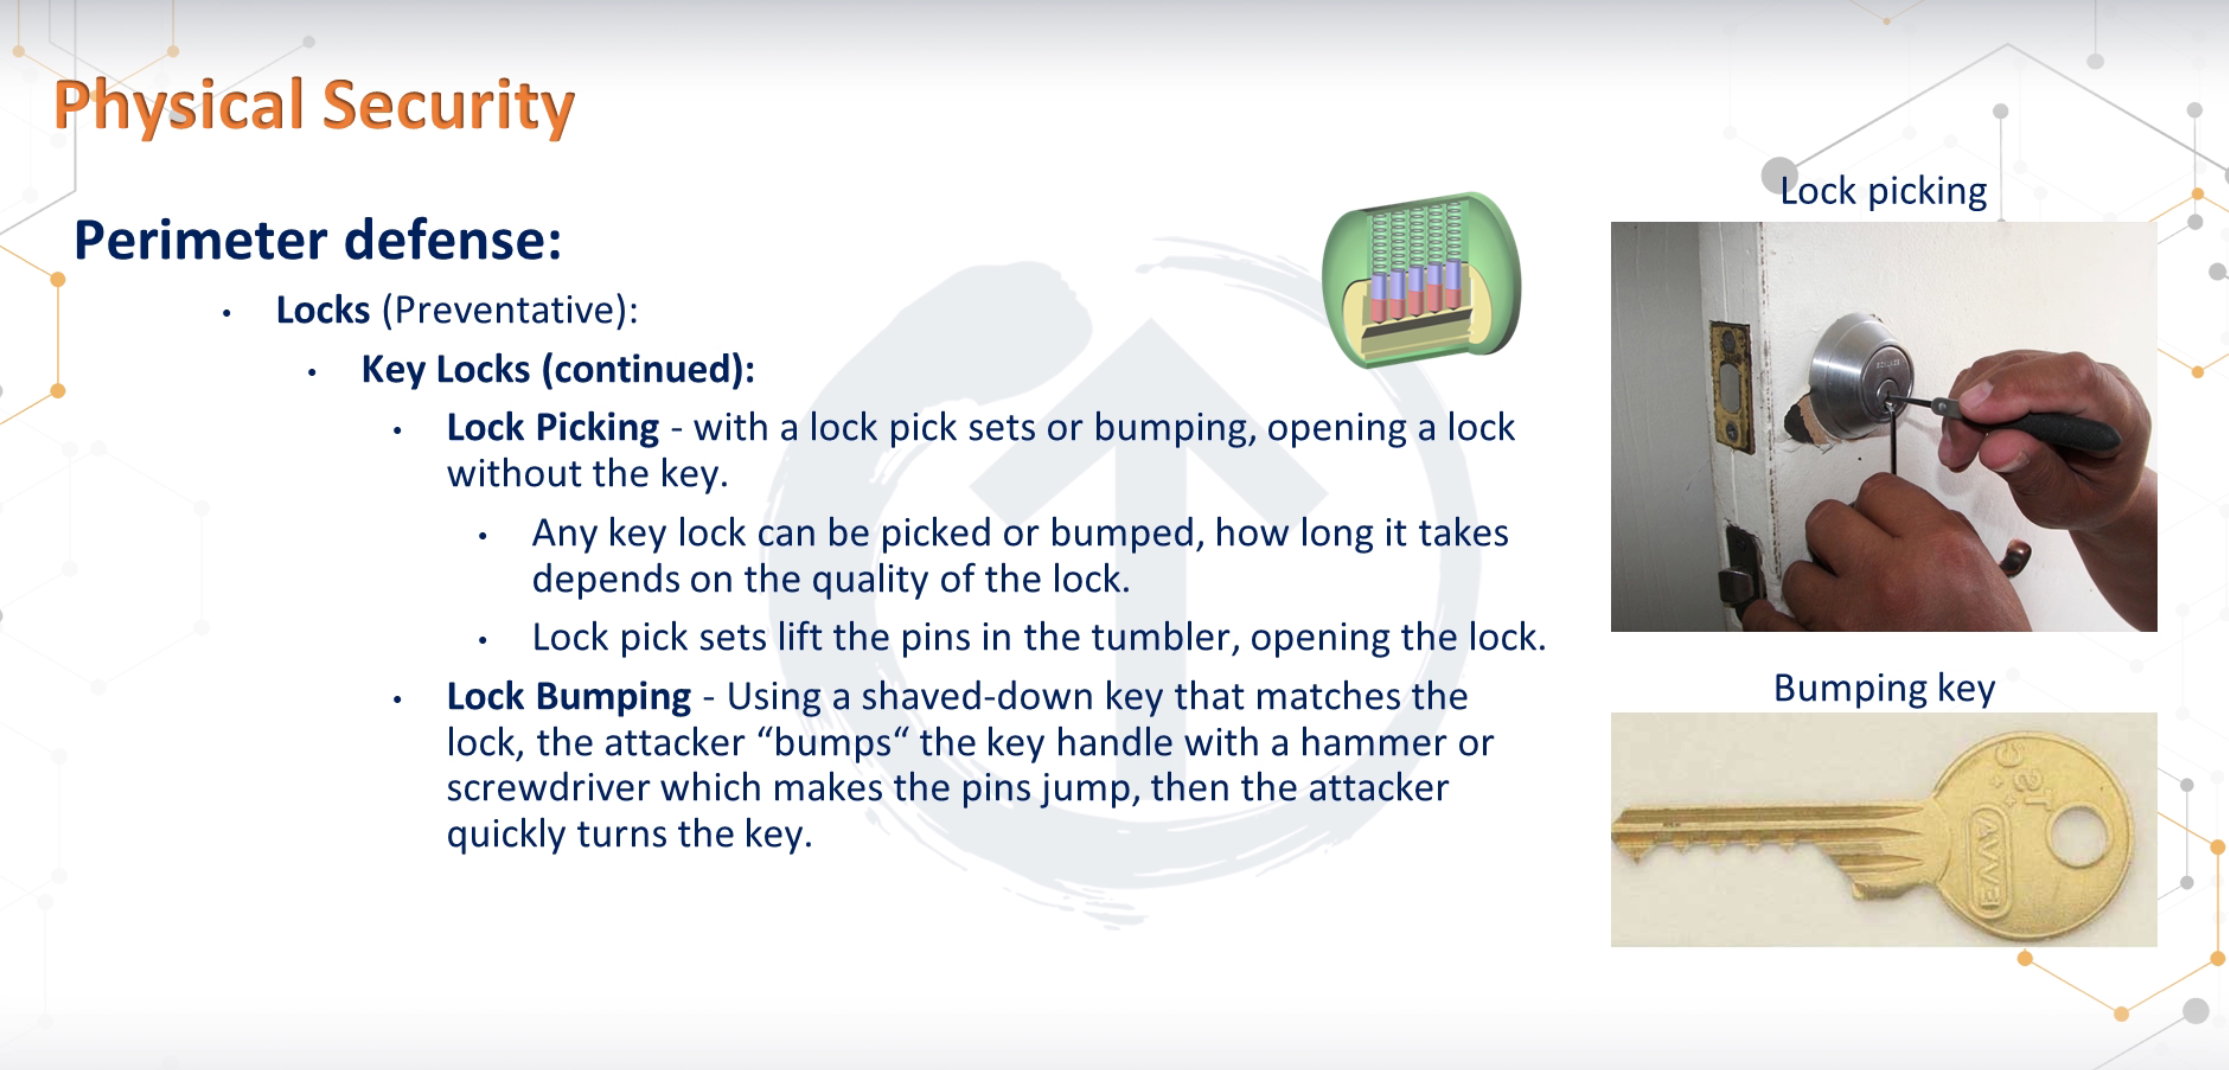 Physical Security
Perimeter defense:
• Locks (Preventative):
• Key Locks (continued):
• Lock Picking - with a lock pick sets or bumping, opening a lock
without the key.
• Any key lock can be picked or bumped, how long it takes
depends on the quality of the lock.
• Lock pick sets lift the pins in the tumbler, opening the lock.
• Lock Bumping - Using a shaved-down key that matches the
lock, the attacker “bumps“ the key handle with a hammer or
screwdriver which makes the pins jump, then the attacker
quickly turns the key.
Lock picking
Bumping key